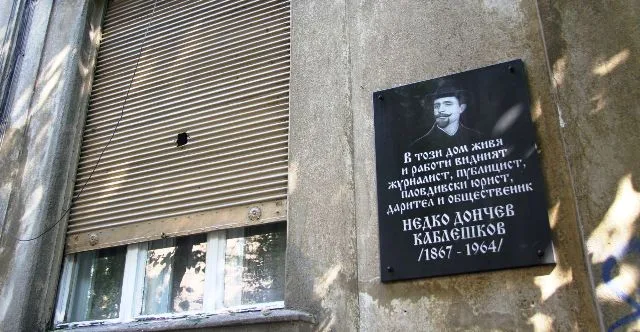 В този дом живя
и работи видният
журналист, публицист,
пловдивски юрист,
дарител и общественик
НЕДКО ДОНЧЕВ
КАБЛЕШКОВ
/1867 - 1964/